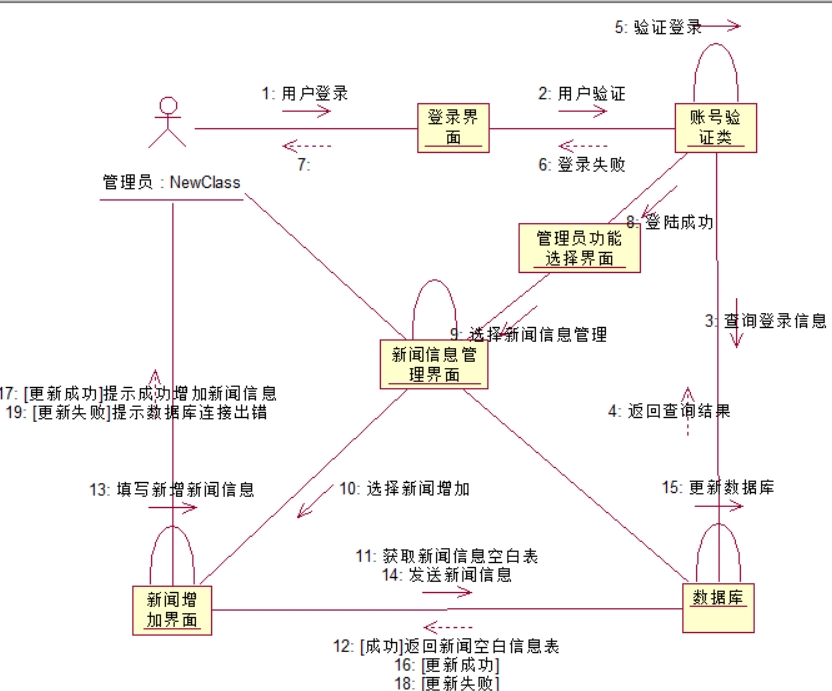 5: 验证登录
1: 用户登录
2: 用户验证
登录界
面
账号验
证类
7:
6: 登录失败
管理员 : NewClass
8: 登陆成功
管理员功能
选择界面
3: 查询登录信息
9: 选择新闻信息管理
新闻信息管
理界面
17: [更新成功]提示成功增加新闻信息
19: [更新失败]提示数据库连接出错
4: 返回查询结果
13: 填写新增新闻信息
10: 选择新闻增加
15: 更新数据库
11: 获取新闻信息空白表
14: 发送新闻信息
新闻增
加界面
数据库
12: [成功]返回新闻空白信息表
16: [更新成功]
18: [更新失败]